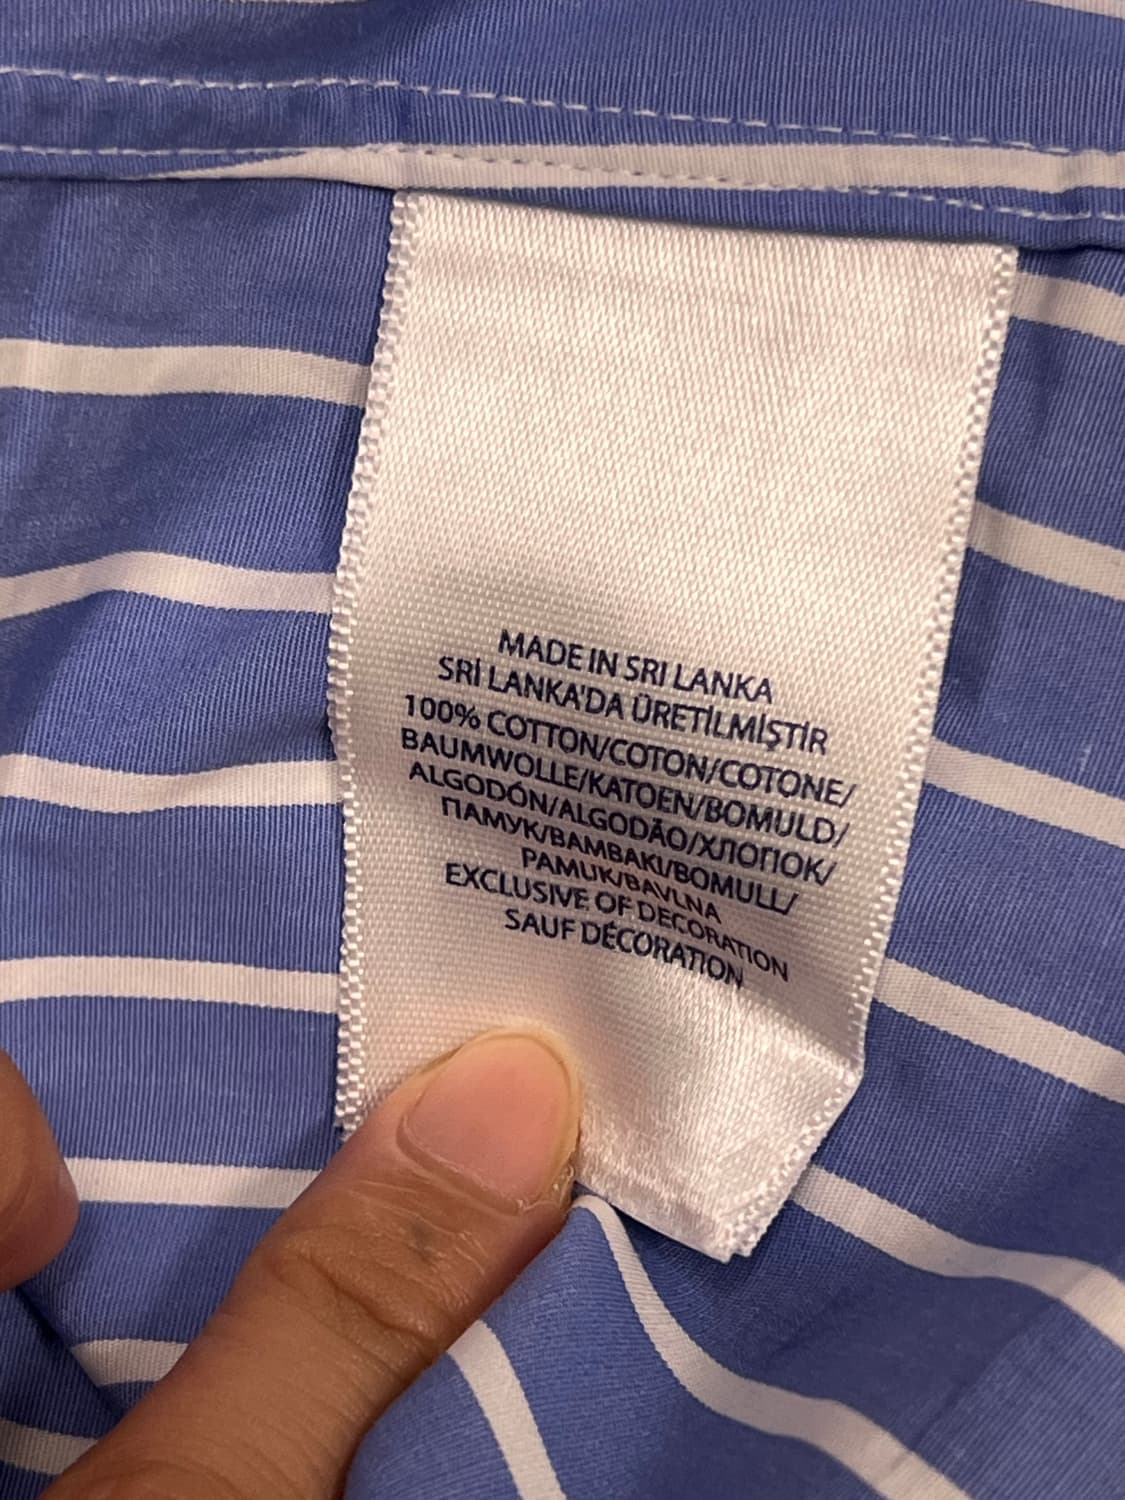 MADE IN SRI LANKA
SRİ LANKA'DA ÜRETİLMİŞTİR
100% COTTON/COTON/COTONE/
BAUMWOLLE/KATOEN/BOMULD/
ALGODÓN/ALGODÃO/ХЛОПОК/
ПАМУК/ΒΑΜΒΑΚΙ/BOMULL/
PAMUK/BAVLNA
EXCLUSIVE OF DECORATION
SAUF DÉCORATION